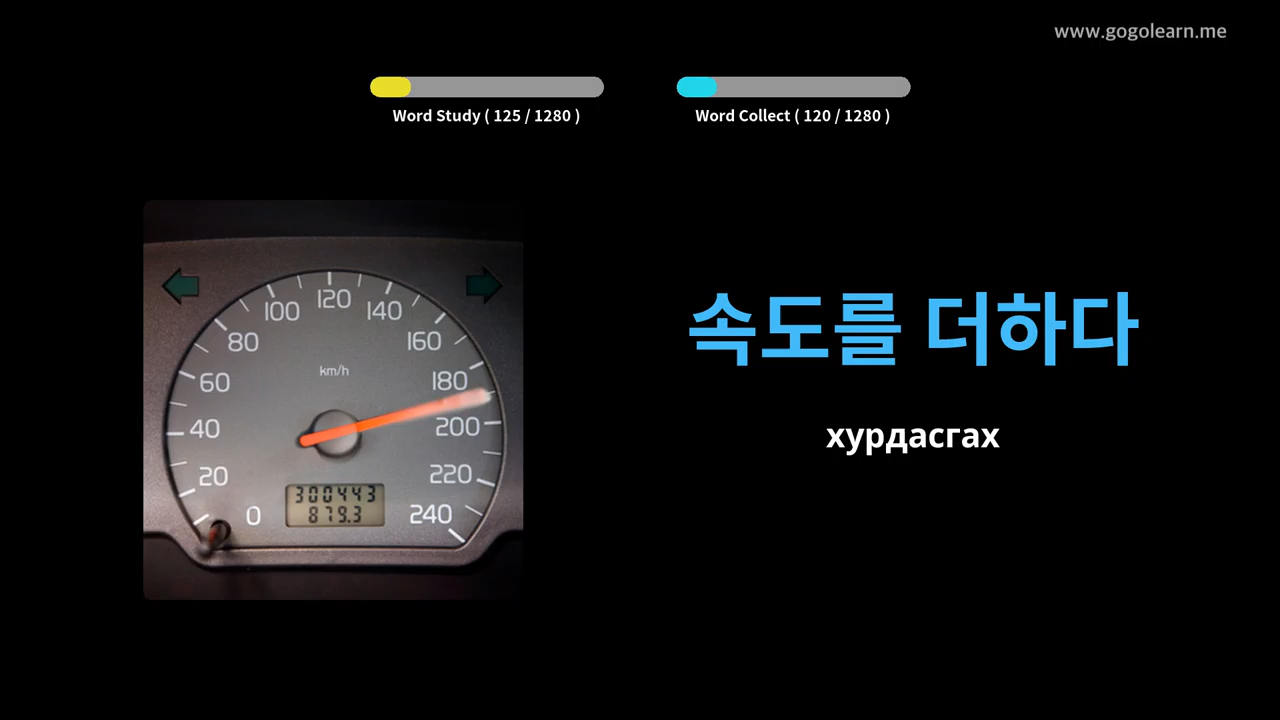 www.gogolearn.me
Word Study ( 125 / 1280 )
Word Collect ( 120 / 1280 )
120
100
140
80
160
km/h
60
180
40
200
20
220
300443
0
879.3
240
속도를 더하다
хурдасгах